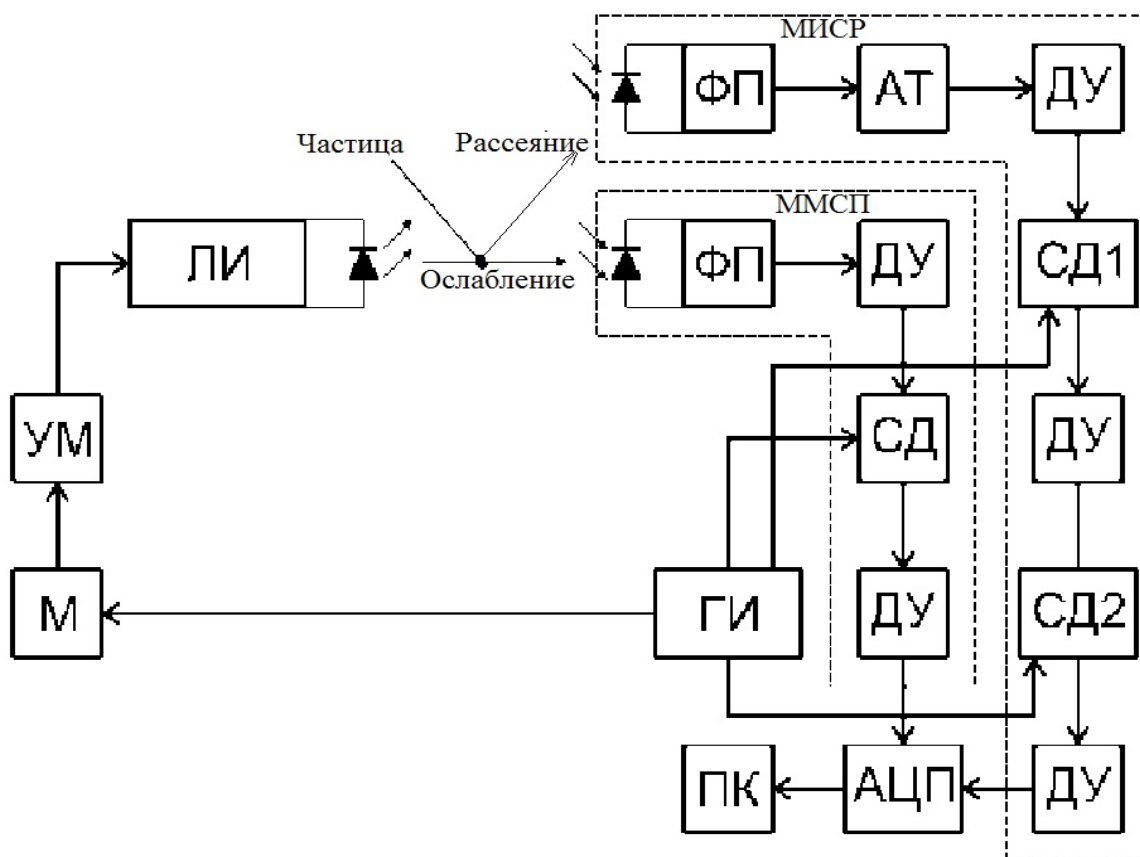 МИСР
ФП
АТ
ДУ
Частица
Рассеяние
ММСП
ЛИ
Ослабление
ФП
ДУ
СД1
УМ
СД
ДУ
М
ГИ
ДУ
СД2
ПК
АЦП
ДУ